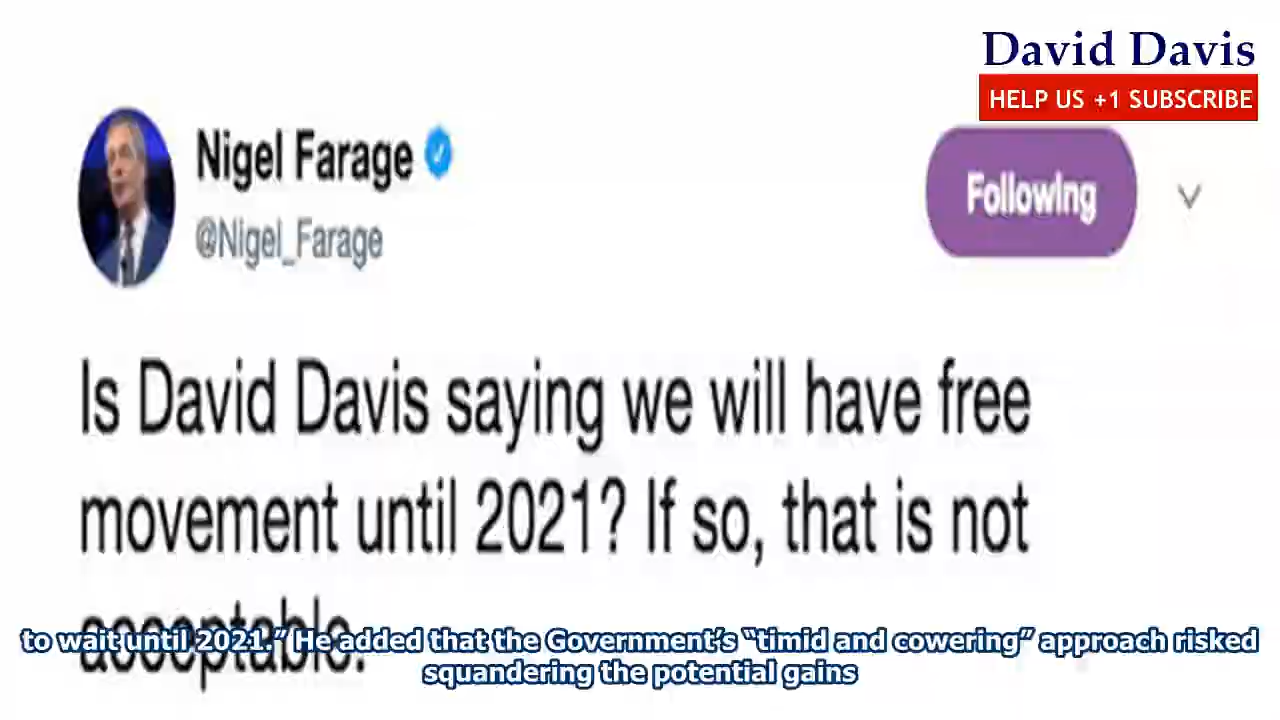 David Davis
HELP US +1 SUBSCRIBE
Nigel Farage
@Nigel_Farage
Following
Is David Davis saying we will have free
movement until 2021? If so, that is not
acceptable.
to wait until 2021.” He added that the Government’s “timid and cowering” approach risked
squandering the potential gains